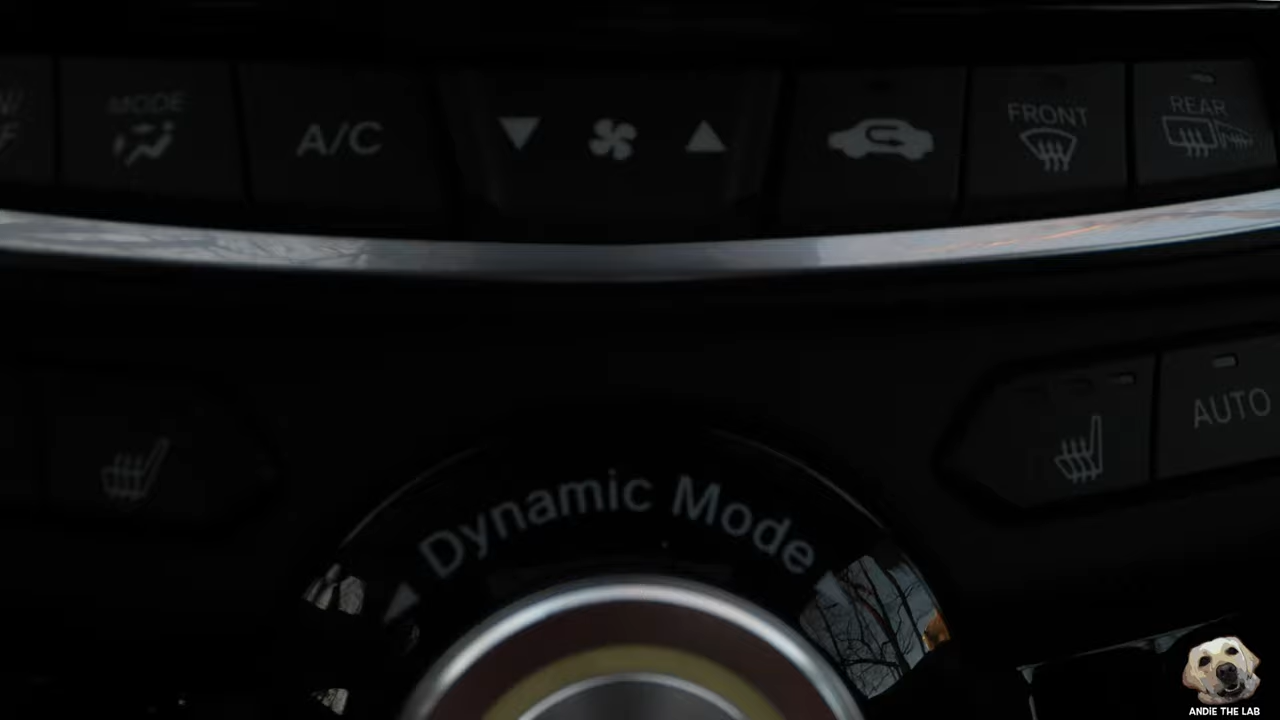 MODE
A/C
FRONT
REAR
AUTO
Dynamic Mode
ANDIE THE LAB